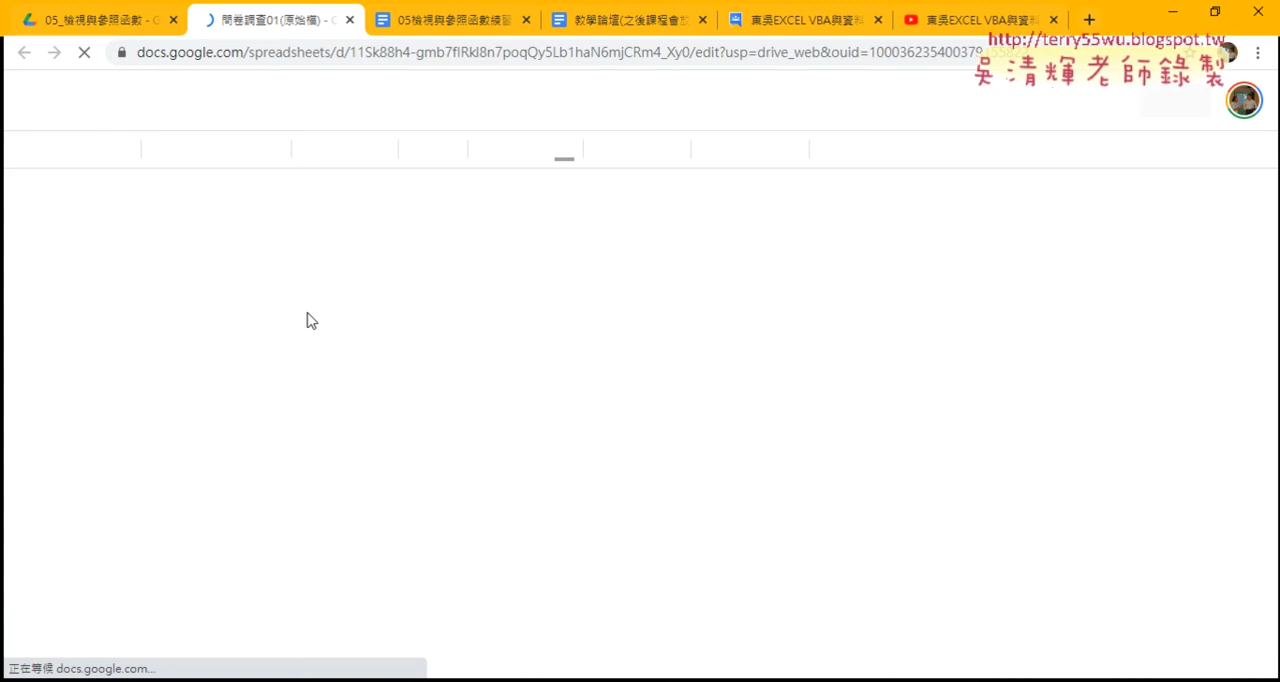 05_檢視與參照函數 - G
問卷調查01(原始檔) - G
05檢視與參照函數練習
教學論壇(之後課程會放
東吳EXCEL VBA與資料
東吳EXCEL VBA與資料
docs.google.com/spreadsheets/d/11Sk88h4-gmb7flRkI8n7poqQy5Lb1haN6mjCRm4_Xy0/edit?usp=drive_web&ouid=1000362354003794
http://terry55wu.blogspot.tw
吳清輝老師錄製
正在等候 docs.google.com...